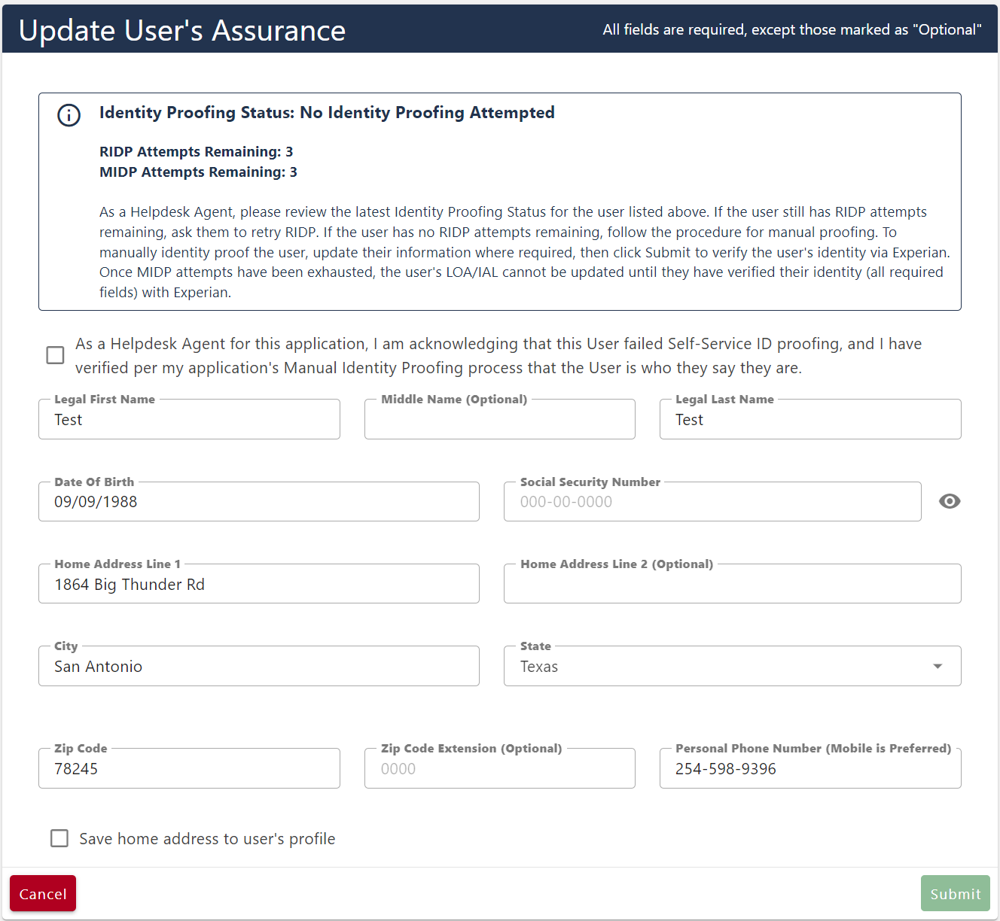 Update User's Assurance
All fields are required, except those marked as "Optional"
Identity Proofing Status: No Identity Proofing Attempted
RIDP Attempts Remaining: 3
MIDP Attempts Remaining: 3
As a Helpdesk Agent, please review the latest Identity Proofing Status for the user listed above. If the user still has RIDP attempts
remaining, ask them to retry RIDP. If the user has no RIDP attempts remaining, follow the procedure for manual proofing. To
manually identity proof the user, update their information where required, then click Submit to verify the user's identity via Experian.
Once MIDP attempts have been exhausted, the user's LOA/IAL cannot be updated until they have verified their identity (all required
fields) with Experian.
As a Helpdesk Agent for this application, I am acknowledging that this User failed Self-Service ID proofing, and I have
verified per my application's Manual Identity Proofing process that the User is who they say they are.
Legal First Name
Test
Middle Name (Optional)
Legal Last Name
Test
Date Of Birth
09/09/1988
Social Security Number
000-00-0000
Home Address Line 1
1864 Big Thunder Rd
Home Address Line 2 (Optional)
City
San Antonio
State
Texas
Zip Code
78245
Zip Code Extension (Optional)
0000
Personal Phone Number (Mobile is Preferred)
254-598-9396
Save home address to user's profile
Cancel
Submit